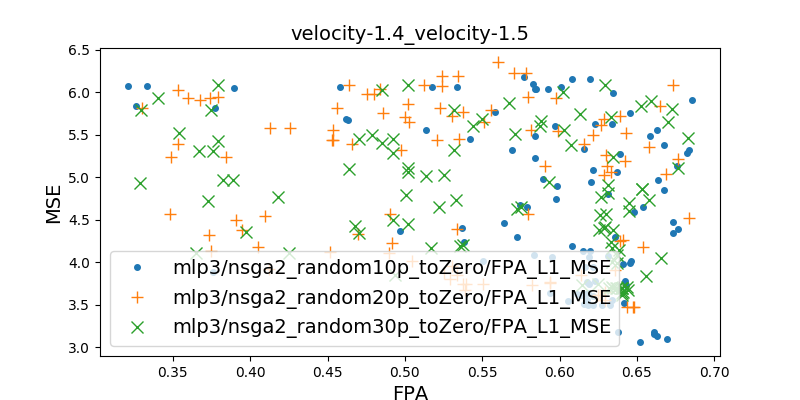 velocity-1.4_velocity-1.5
MSE
6.5
6.0
5.5
5.0
4.5
4.0
3.5
3.0
mlp3/nsga2_random10p_toZero/FPA_L1_MSE
mlp3/nsga2_random20p_toZero/FPA_L1_MSE
mlp3/nsga2_random30p_toZero/FPA_L1_MSE
0.35 0.40 0.45 0.50 0.55 0.60 0.65 0.70
FPA